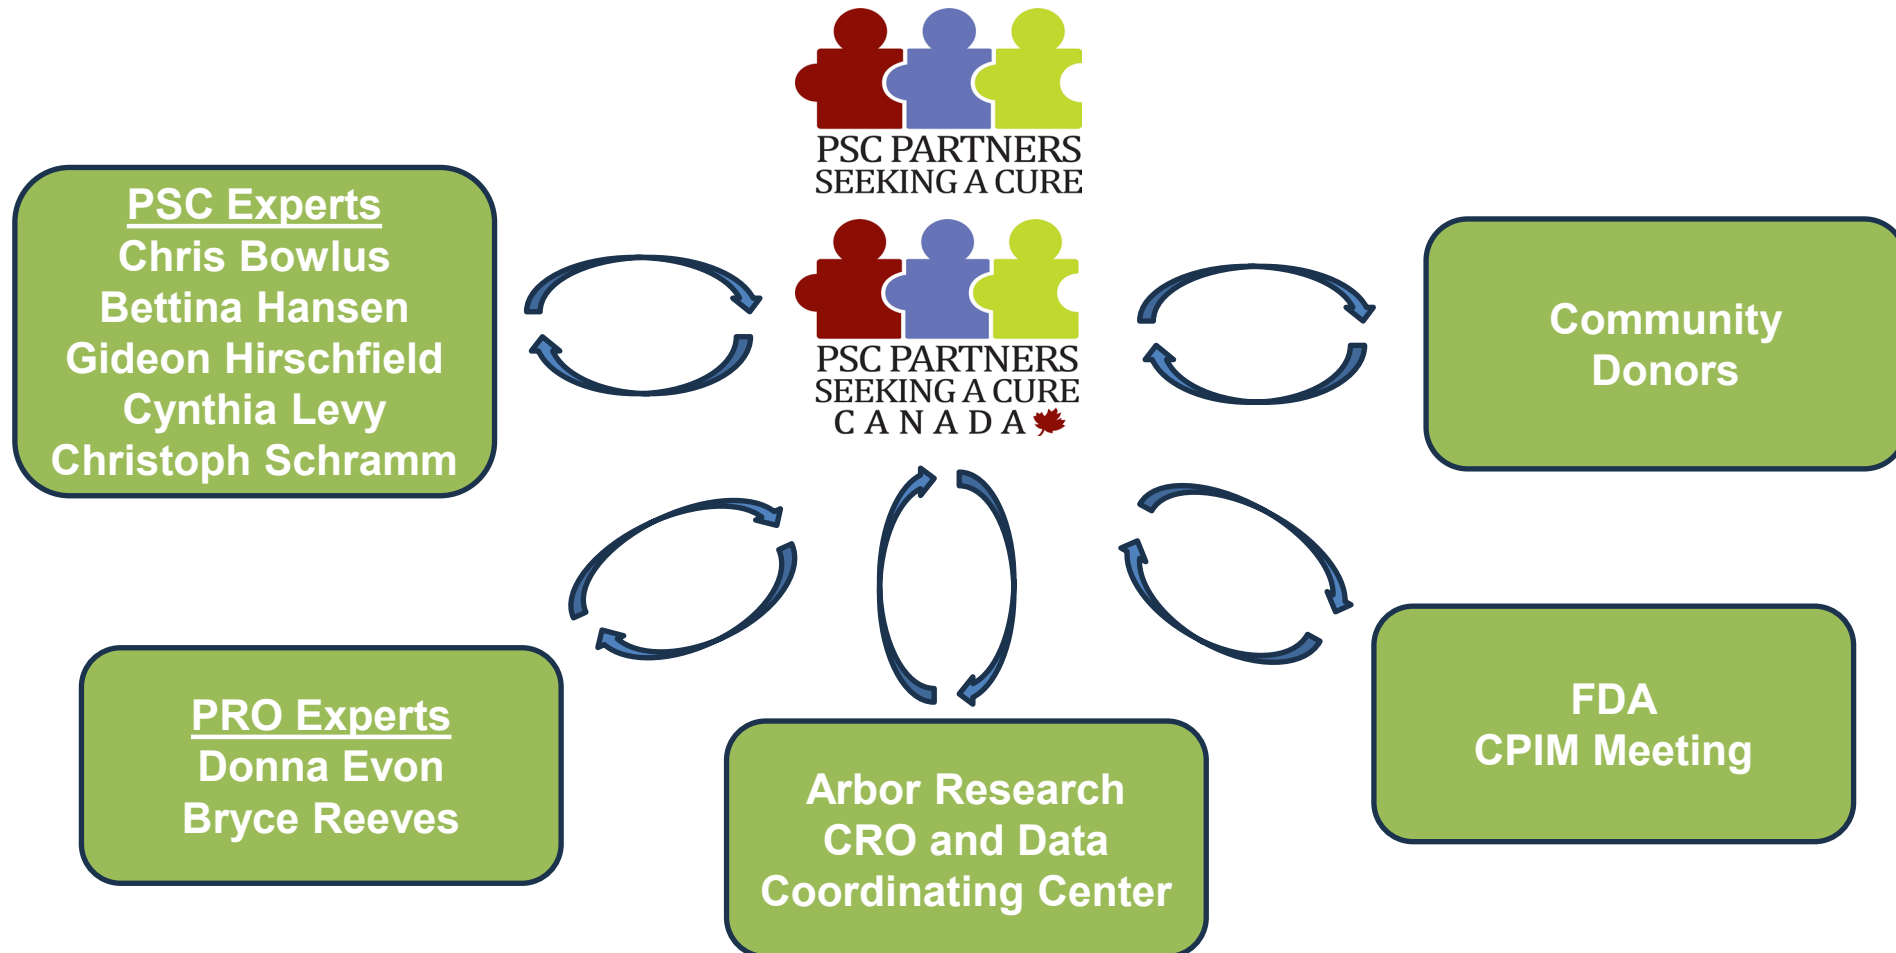 PSC PARTNERS
SEEKING A CURE
PSC PARTNERS
SEEKING A CURE
CANADA
PSC Experts
Chris Bowlus
Bettina Hansen
Gideon Hirschfield
Cynthia Levy
Christoph Schramm
Community
Donors
PRO Experts
Donna Evon
Bryce Reeves
Arbor Research
CRO and Data
Coordinating Center
FDA
CPIM Meeting